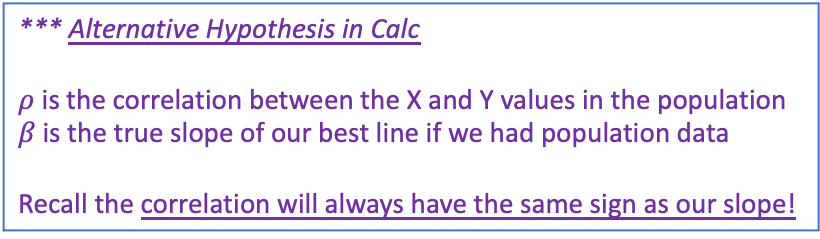 *** Alternative Hypothesis in Calc
ρ is the correlation between the X and Y values in the population
β is the true slope of our best line if we had population data
Recall the correlation will always have the same sign as our slope!